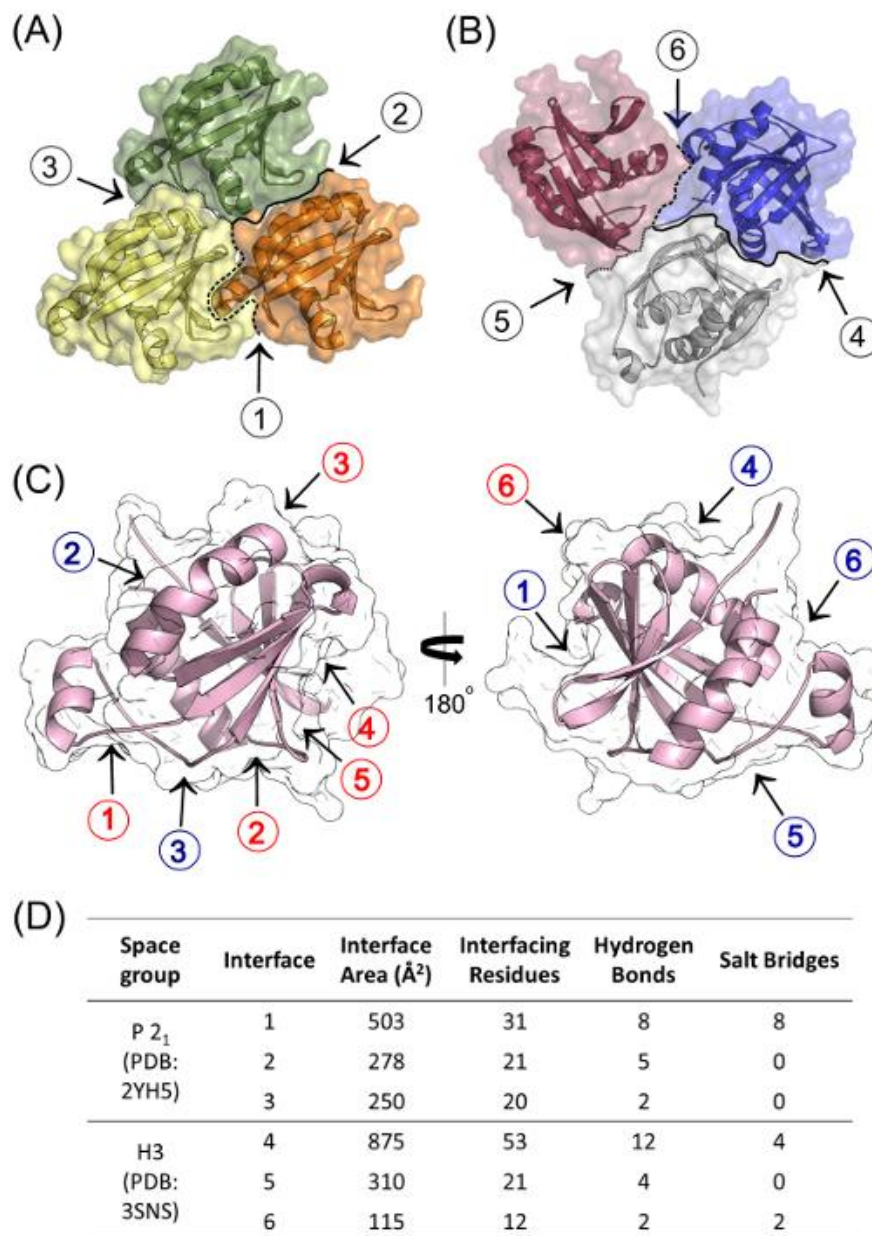 (A)
(B)
6
2
3
5
4
1
(C)
3
6
4
2
1
6
4
180°
5
1
3
2
5
(D)
Space group Interface Interface Area (Å²) Interfacing Residues Hydrogen Bonds Salt Bridges
P 2₁ (PDB: 2YH5)
1 503 31 8 8
2 278 21 5 0
3 250 20 2 0
H3 (PDB: 3SNS)
4 875 53 12 4
5 310 21 4 0
6 115 12 2 2